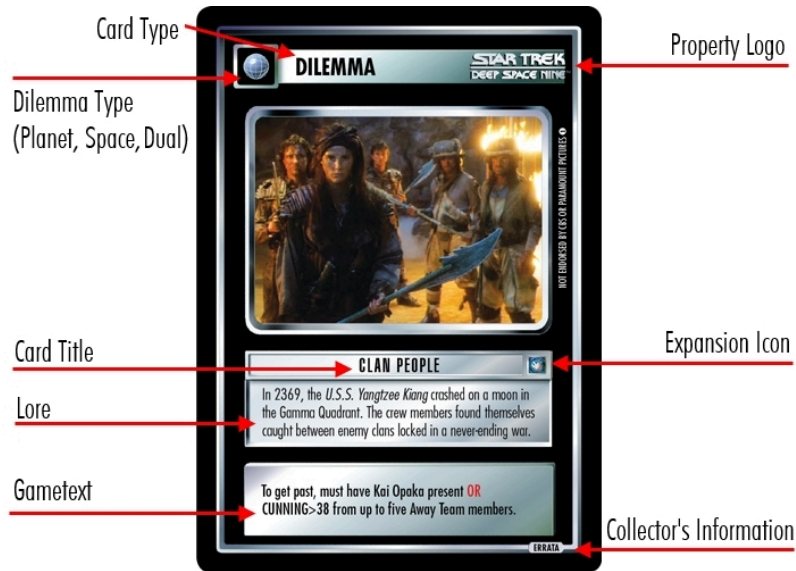 Card Type
Property Logo
DILEMMA
STAR TREK
DEEP SPACE NINE
Dilemma Type
(Planet, Space, Dual)
NOT ENDORSED BY CBS OR PARAMOUNT PICTURES
Card Title
CLAN PEOPLE
Expansion Icon
Lore
In 2369, the U.S.S. Yangtzee Kiang crashed on a moon in
the Gamma Quadrant. The crew members found themselves
caught between enemy clans locked in a never-ending war.
Gametext
To get past, must have Kai Opaka present OR
CUNNING>38 from up to five Away Team members.
Collector's Information
ERRATA